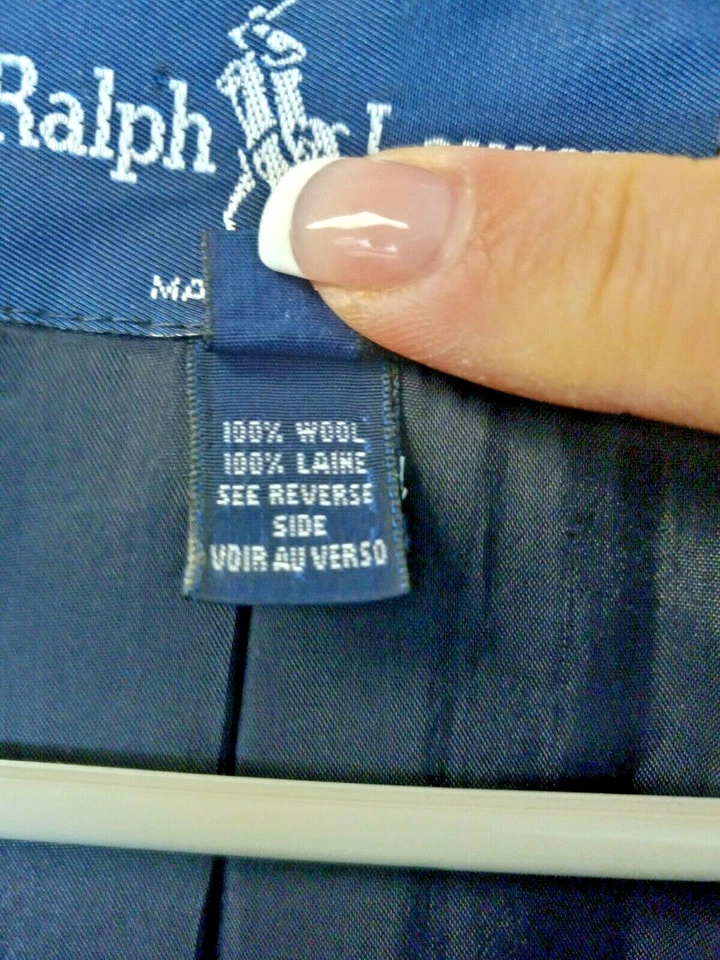 Ralph
100% WOOL
100% LAINE
SEE REVERSE
SIDE
VOIR AU VERSO